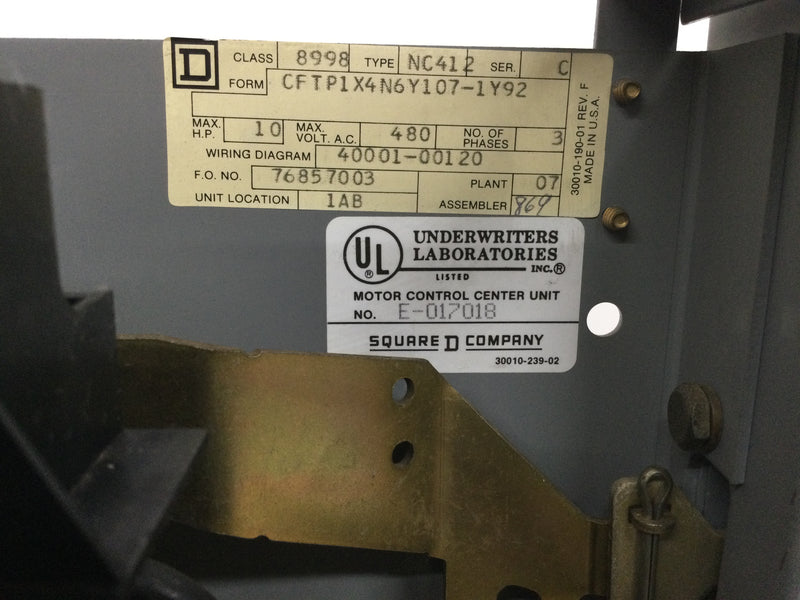 D CLASS 8998 TYPE NC412 SER. C
FORM CFTP1X4N6Y107-1Y92
MAX. H.P. 10 MAX. VOLT. A.C. 480 NO. OF PHASES 3
WIRING DIAGRAM 40001-00120
F.O. NO. 76857003 PLANT 07
UNIT LOCATION 1AB ASSEMBLER 869
30010-190-01 REV. F
MADE IN U.S.A.
UL ® UNDERWRITERS
LABORATORIES
LISTED INC.®
MOTOR CONTROL CENTER UNIT
NO. E-017018
SQUARE D COMPANY
30010-239-02